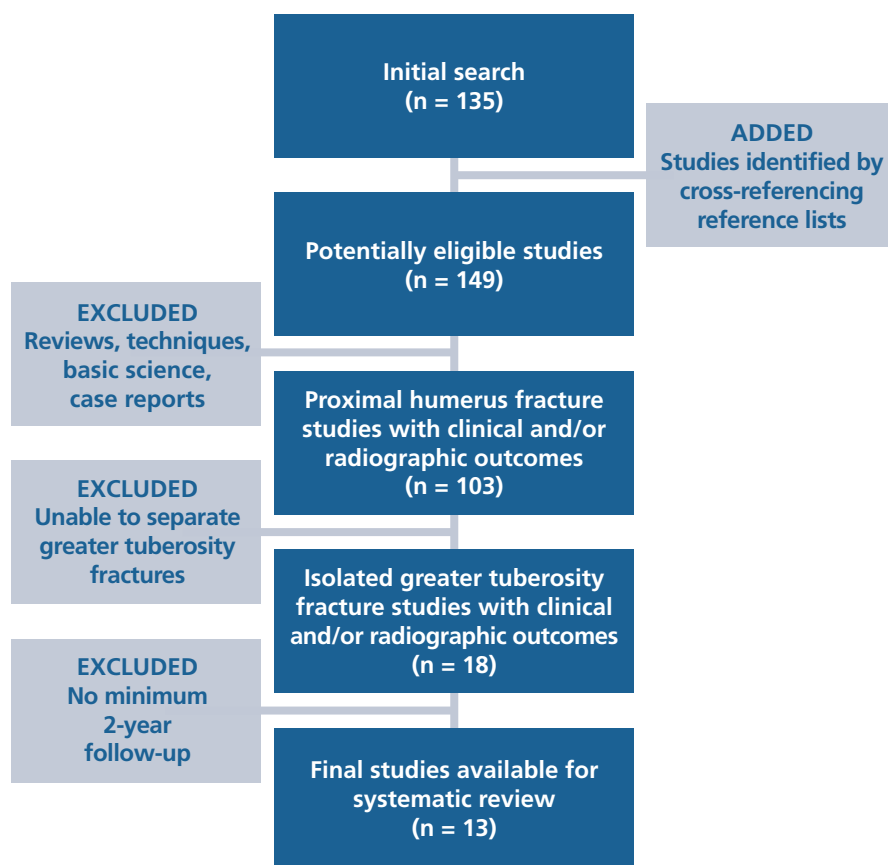 Initial search
(n = 135)
ADDED
Studies identified by
cross-referencing
reference lists
Potentially eligible studies
(n = 149)
EXCLUDED
Reviews, techniques,
basic science,
case reports
Proximal humerus fracture
studies with clinical and/or
radiographic outcomes
(n = 103)
EXCLUDED
Unable to separate
greater tuberosity
fractures
Isolated greater tuberosity
fracture studies with clinical
and/or radiographic outcomes
(n = 18)
EXCLUDED
No minimum
2-year
follow-up
Final studies available for
systematic review
(n = 13)